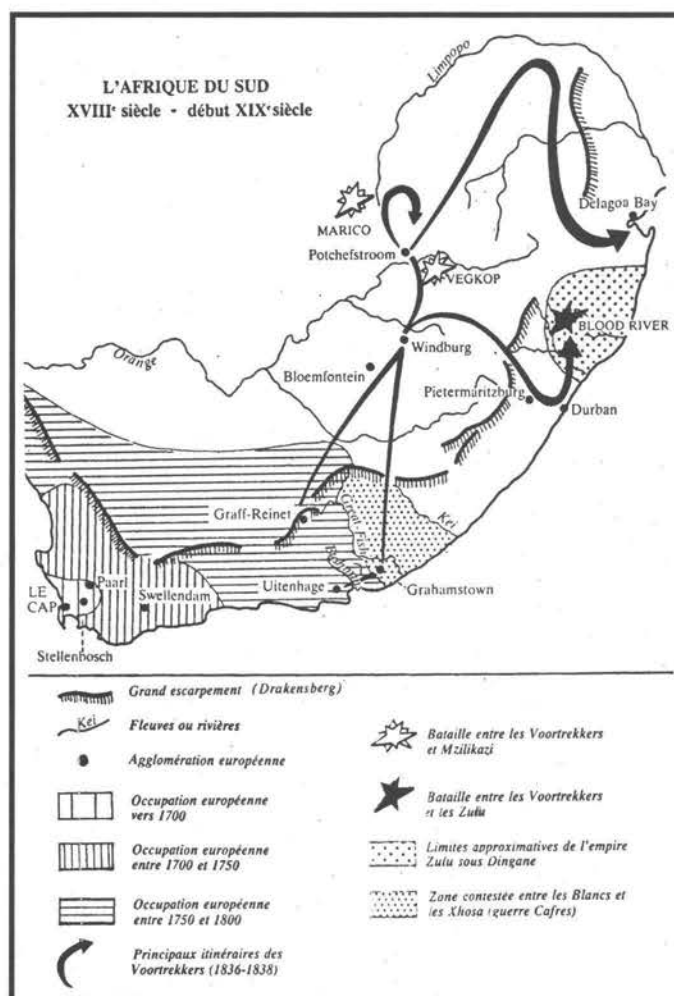 L'AFRIQUE DU SUD
XVIIIᵉ siècle - début XIXᵉ siècle
Limpopo
Delagoa Bay
MARICO
Potchefstroom
VEGKOP
BLOOD RIVER
Windburg
Orange
Bloemfontein
Pietermaritzburg
Durban
Graff-Reinet
Great-Fish
Kei
Uitenhage
Grahamstown
Paarl
LE CAP
Swellendam
Stellenbosch
Grand escarpement (Drakensberg)
Kei
Fleuves ou rivières
Agglomération européenne
Occupation européenne
vers 1700
Occupation européenne
entre 1700 et 1750
Occupation européenne
entre 1750 et 1800
Principaux itinéraires des
Voortrekkers (1836-1838)
Bataille entre les Voortrekkers
et Mzilikazi
Bataille entre les Voortrekkers
et les Zulu
Limites approximatives de l'empire
Zulu sous Dingane
Zone contestée entre les Blancs et
les Xhosa (guerre Cafres)